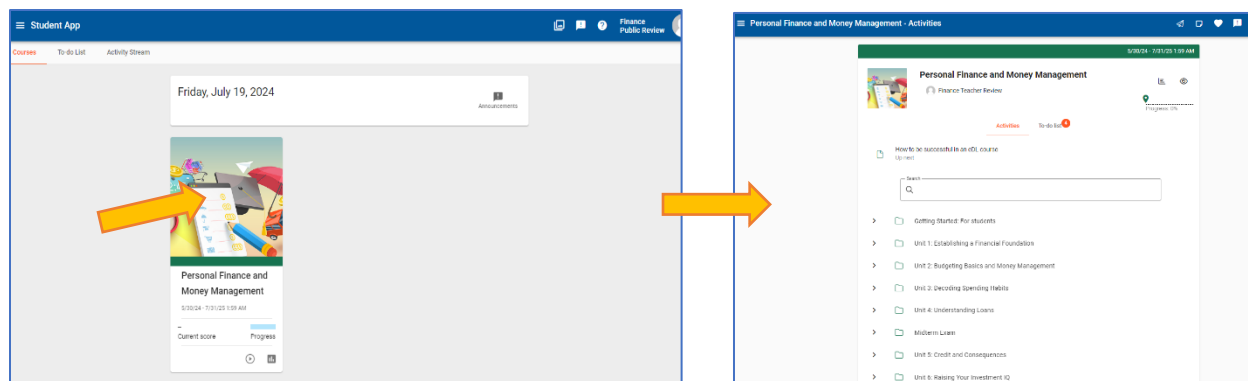 Student App
Finance
Public Review
Courses To-do List Activity Stream
Friday, July 19, 2024
Announcements
Personal Finance and
Money Management
5/30/24 - 7/31/25 1:59 AM
–
Current score Progress
Personal Finance and Money Management - Activities
5/30/24 - 7/31/25 1:59 AM
Personal Finance and Money Management
Finance Teacher Review
Progress: 0%
Activities To-do list
How to be successful in an eDL course
Up next
Search
Getting Started: For students
Unit 1: Establishing a Financial Foundation
Unit 2: Budgeting Basics and Money Management
Unit 3: Decoding Spending Habits
Unit 4: Understanding Loans
Midterm Exam
Unit 5: Credit and Consequences
Unit 6: Raising Your Investment IQ